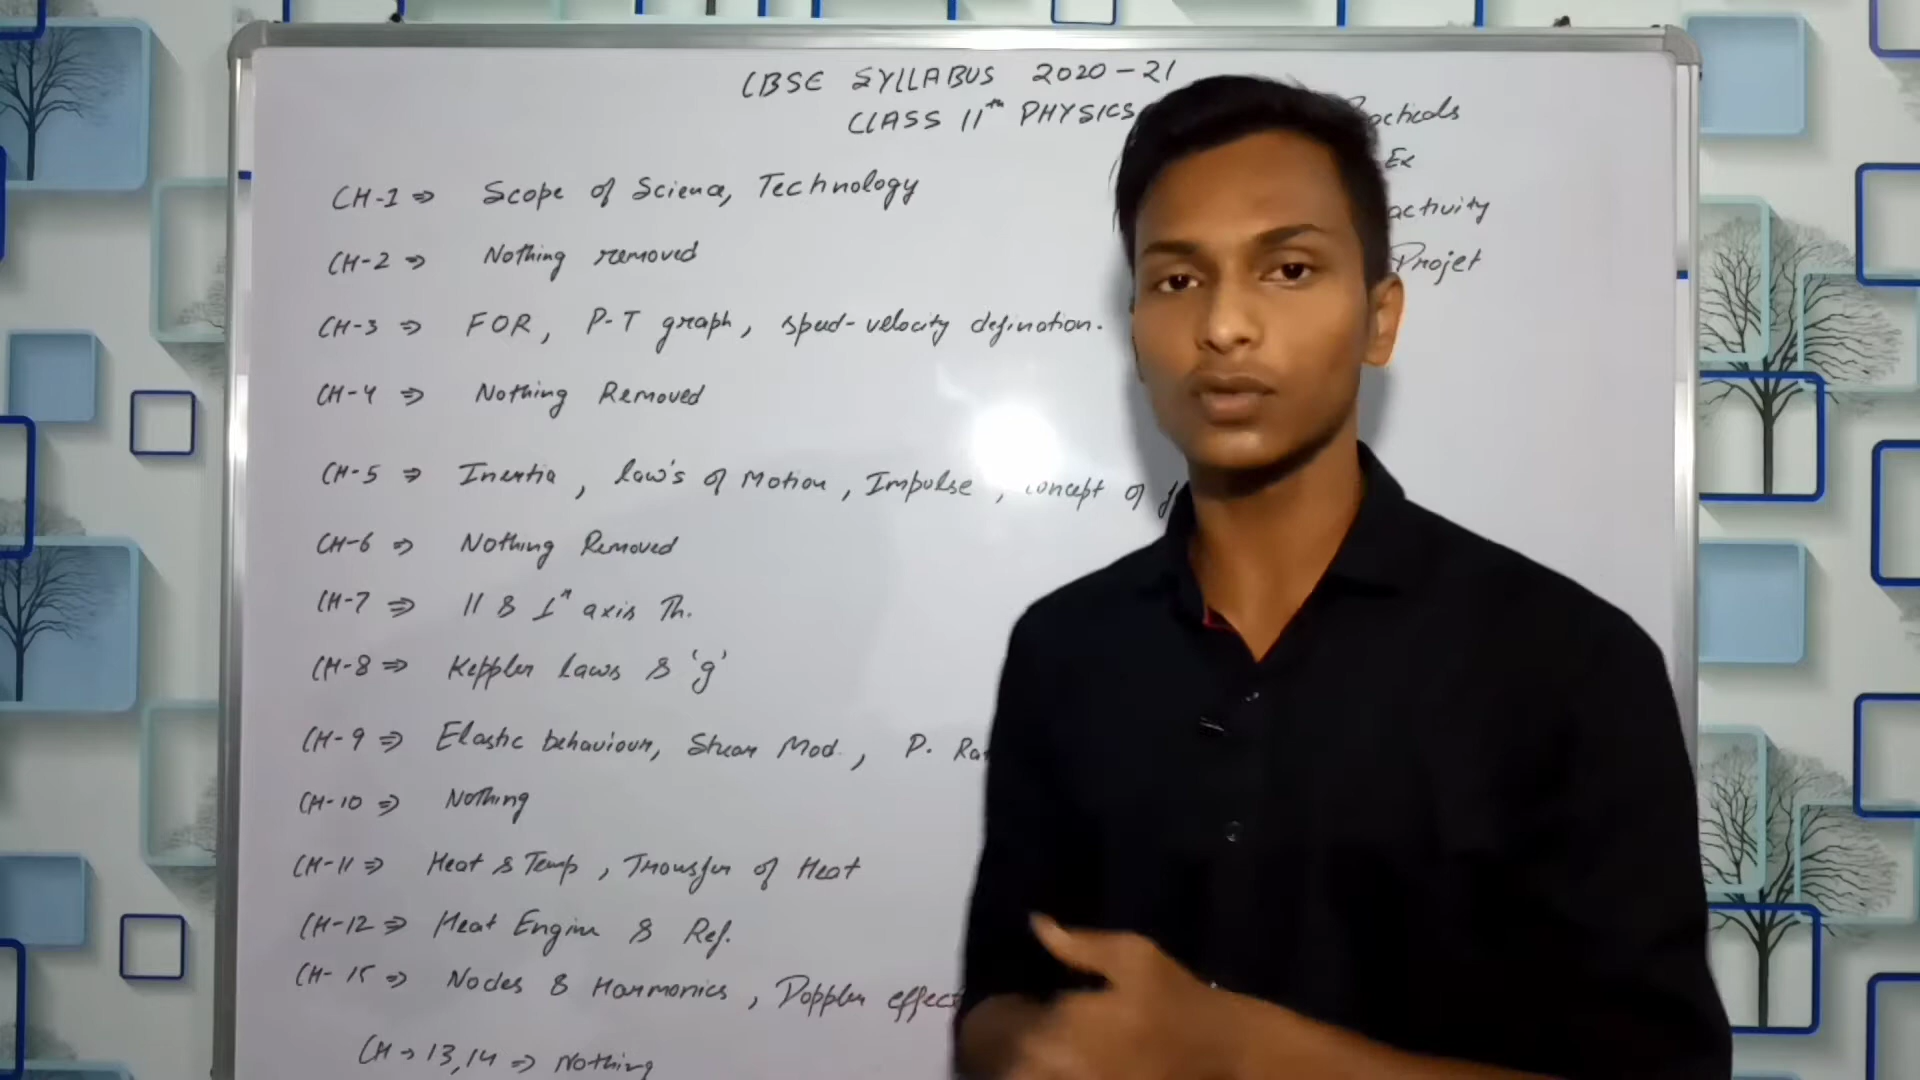 CBSE SYLLABUS 2020-21
CLASS 11th PHYSICS
acticals
Ex
activity
Projet
CH-1 ⇒ Scope of Science, Technology
CH-2 ⇒ Nothing removed
CH-3 ⇒ FOR, P-T graph, speed-velocity defination.
CH-4 ⇒ Nothing Removed
CH-5 ⇒ Inertia, law's of Motion, Impulse, concept of
CH-6 ⇒ Nothing Removed
CH-7 ⇒ || & ⊥r axis Th.
CH-8 ⇒ Keppler laws & 'g'
CH-9 ⇒ Elastic behaviour, Shear Mod., P. Rat
CH-10 ⇒ Nothing
CH-11 ⇒ Heat & Temp, Transfer of Heat
CH-12 ⇒ Heat Engine & Ref.
CH-15 ⇒ Nodes & Harmonics, Doppler effect
CH → 13,14 ⇒ Nothing